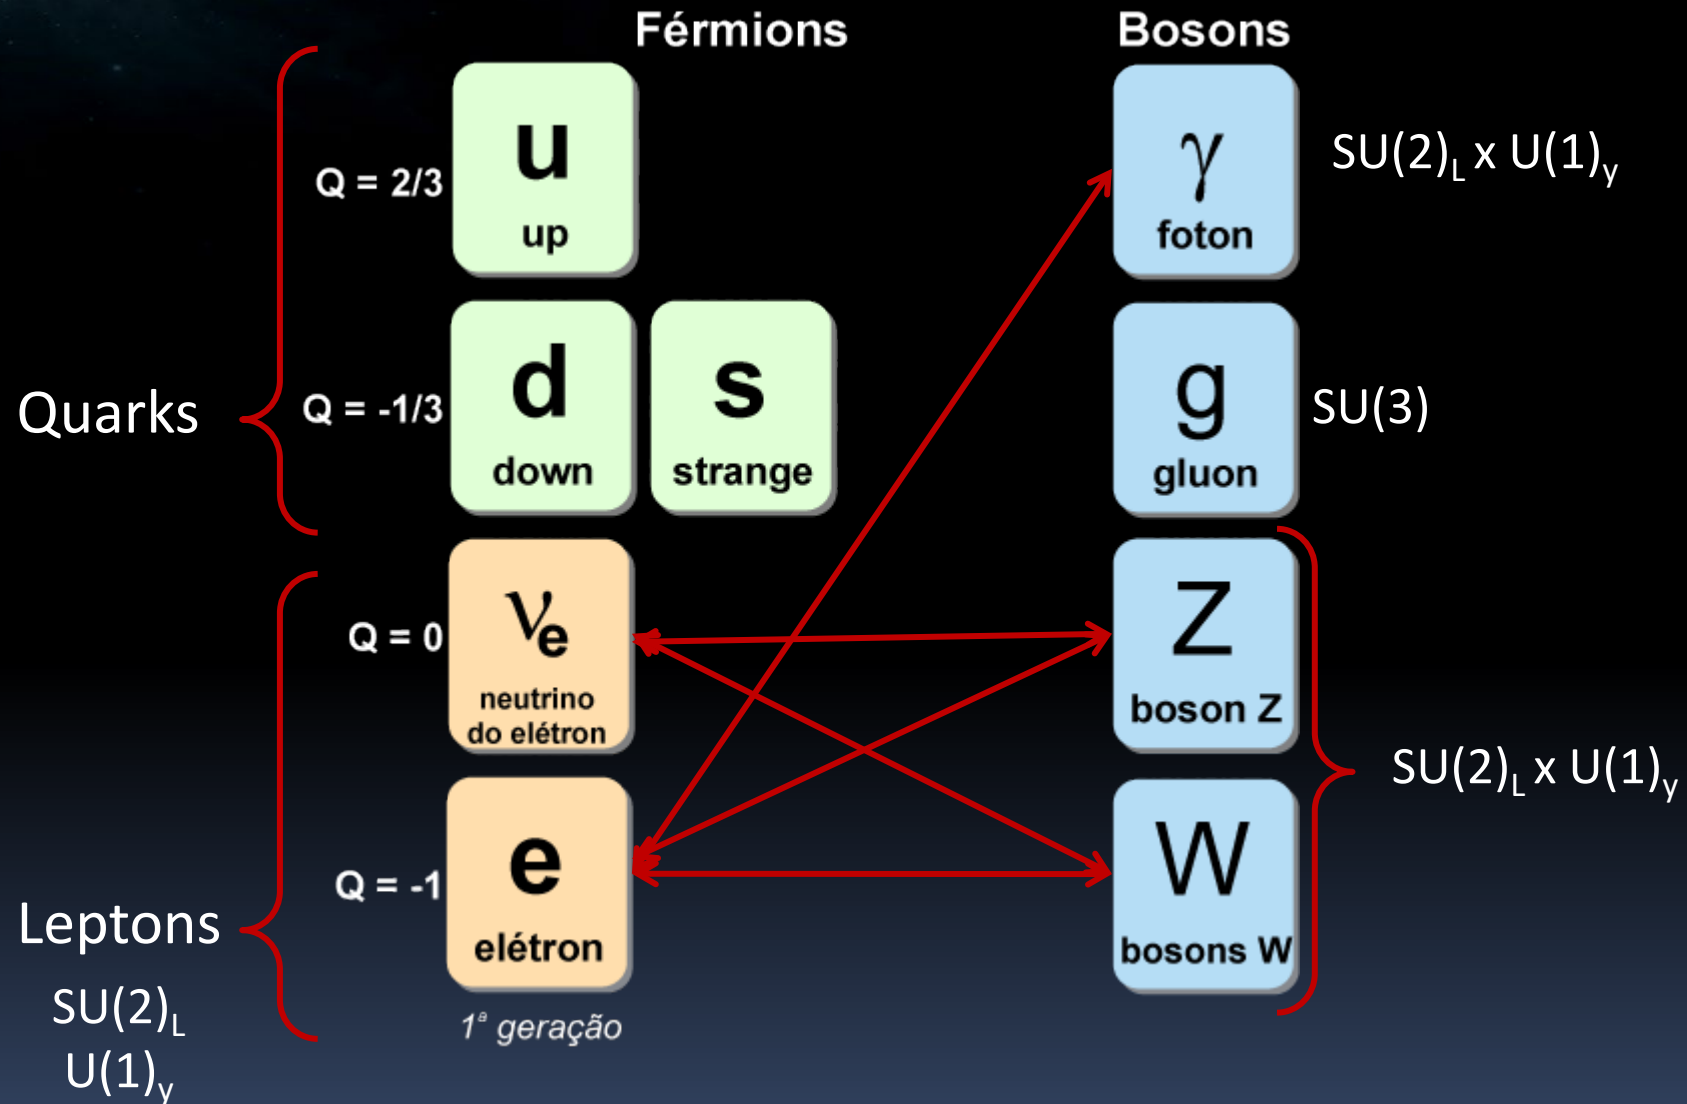 Férmions
Bosons
Q = 2/3
u
up
γ
foton
SU(2)L x U(1)y
Quarks
Q = -1/3
d
down
s
strange
g
gluon
SU(3)
Q = 0
νe
neutrino
do elétron
Z
boson Z
SU(2)L x U(1)y
Leptons
SU(2)L
U(1)y
Q = -1
e
elétron
W
bosons W
1ª geração